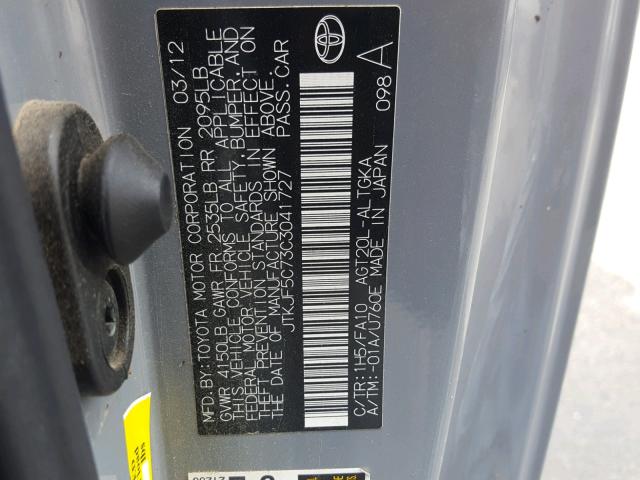 MFD.BY:TOYOTA MOTOR CORPORATION 03/12
GVWR 4150LB GAWR FR 2535LB RR 2095LB
THIS VEHICLE CONFORMS TO ALL APPLICABLE
FEDERAL MOTOR VEHICLE SAFETY, BUMPER, AND
THEFT PREVENTION STANDARDS IN EFFECT ON
THE DATE OF MANUFACTURE SHOWN ABOVE.
JTKJF5C73C3041727 PASS.CAR
098 A
C/TR:1H5/FA10 AGT20L-ALTGKA
A/TM:-01A/U760E MADE IN JAPAN